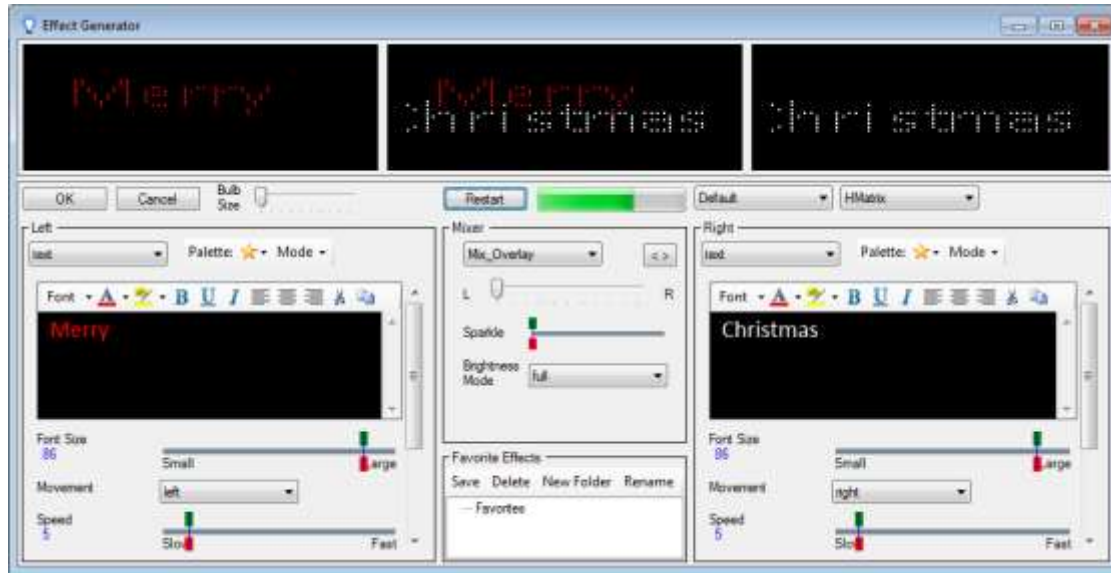 Effect Generator
Merry
Merry
Christmas
Christmas
OK Cancel Bulb Size Restart Default HMatrix
Left
text Palette: Mode
Font A B U I
Merry
Font Size
86
Small Large
Movement left
Speed
5
Slow Fast
Mixer
Mix_Overlay < >
L R
Sparkle
Brightness Mode full
Favorite Effects
Save Delete New Folder Rename
Favorites
Right
text Palette: Mode
Font A B U I
Christmas
Font Size
86
Small Large
Movement right
Speed
5
Slow Fast